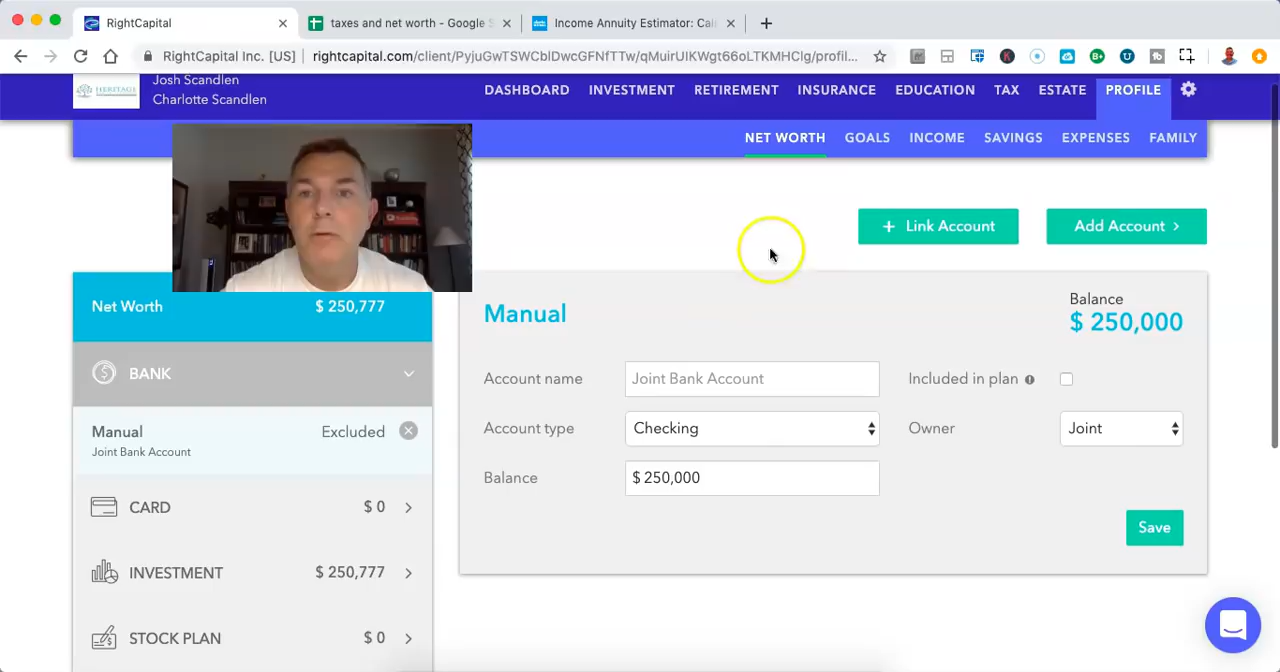 RightCapital
taxes and net worth - Google S
Income Annuity Estimator: Cal
RightCapital Inc. [US]
rightcapital.com/client/PyjuGwTSWCblDwcGFNfTTw/qMuirUlKWgt66oLTKMHClg/profil...
HERITAGE
Josh Scandlen
Charlotte Scandlen
DASHBOARD INVESTMENT RETIREMENT INSURANCE EDUCATION TAX ESTATE PROFILE
NET WORTH GOALS INCOME SAVINGS EXPENSES FAMILY
+ Link Account
Add Account >
Net Worth $ 250,777
BANK
Manual Excluded
Joint Bank Account
CARD $ 0
INVESTMENT $ 250,777
STOCK PLAN $ 0
Manual
Balance
$ 250,000
Account name Joint Bank Account Included in plan
Account type Checking Owner Joint
Balance $ 250,000
Save